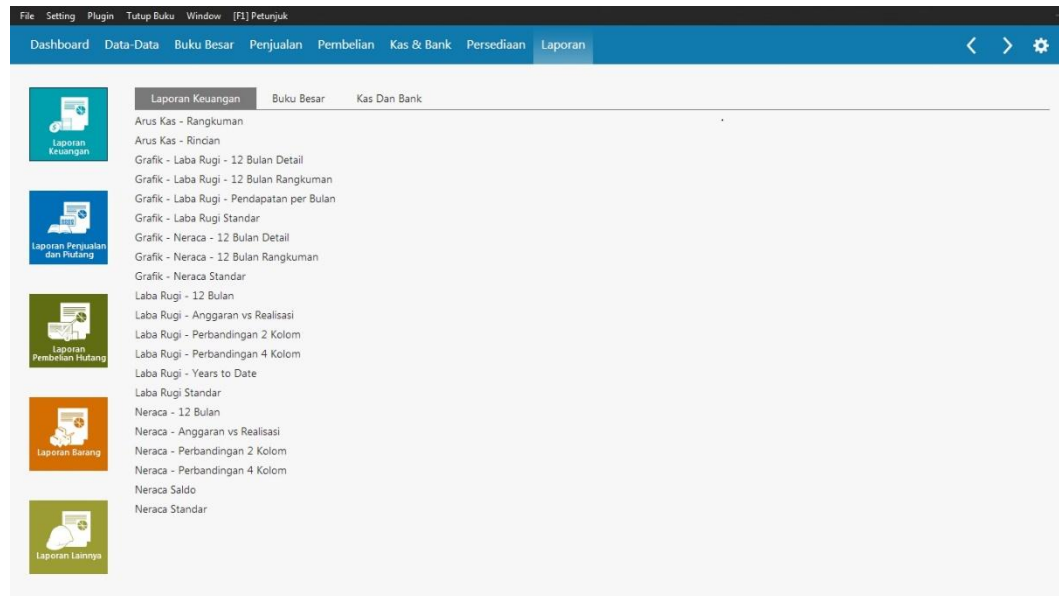 File Setting Plugin Tutup Buku Window [F1] Petunjuk
Dashboard Data-Data Buku Besar Penjualan Pembelian Kas & Bank Persediaan Laporan
Laporan Keuangan Buku Besar Kas Dan Bank
Arus Kas - Rangkuman
Arus Kas - Rincian
Grafik - Laba Rugi - 12 Bulan Detail
Grafik - Laba Rugi - 12 Bulan Rangkuman
Grafik - Laba Rugi - Pendapatan per Bulan
Grafik - Laba Rugi Standar
Grafik - Neraca - 12 Bulan Detail
Grafik - Neraca - 12 Bulan Rangkuman
Grafik - Neraca Standar
Laba Rugi - 12 Bulan
Laba Rugi - Anggaran vs Realisasi
Laba Rugi - Perbandingan 2 Kolom
Laba Rugi - Perbandingan 4 Kolom
Laba Rugi - Years to Date
Laba Rugi Standar
Neraca - 12 Bulan
Neraca - Anggaran vs Realisasi
Neraca - Perbandingan 2 Kolom
Neraca - Perbandingan 4 Kolom
Neraca Saldo
Neraca Standar
Laporan
Keuangan
Laporan Penjualan
dan Piutang
Laporan
Pembelian Hutang
Laporan Barang
Laporan Lainnya